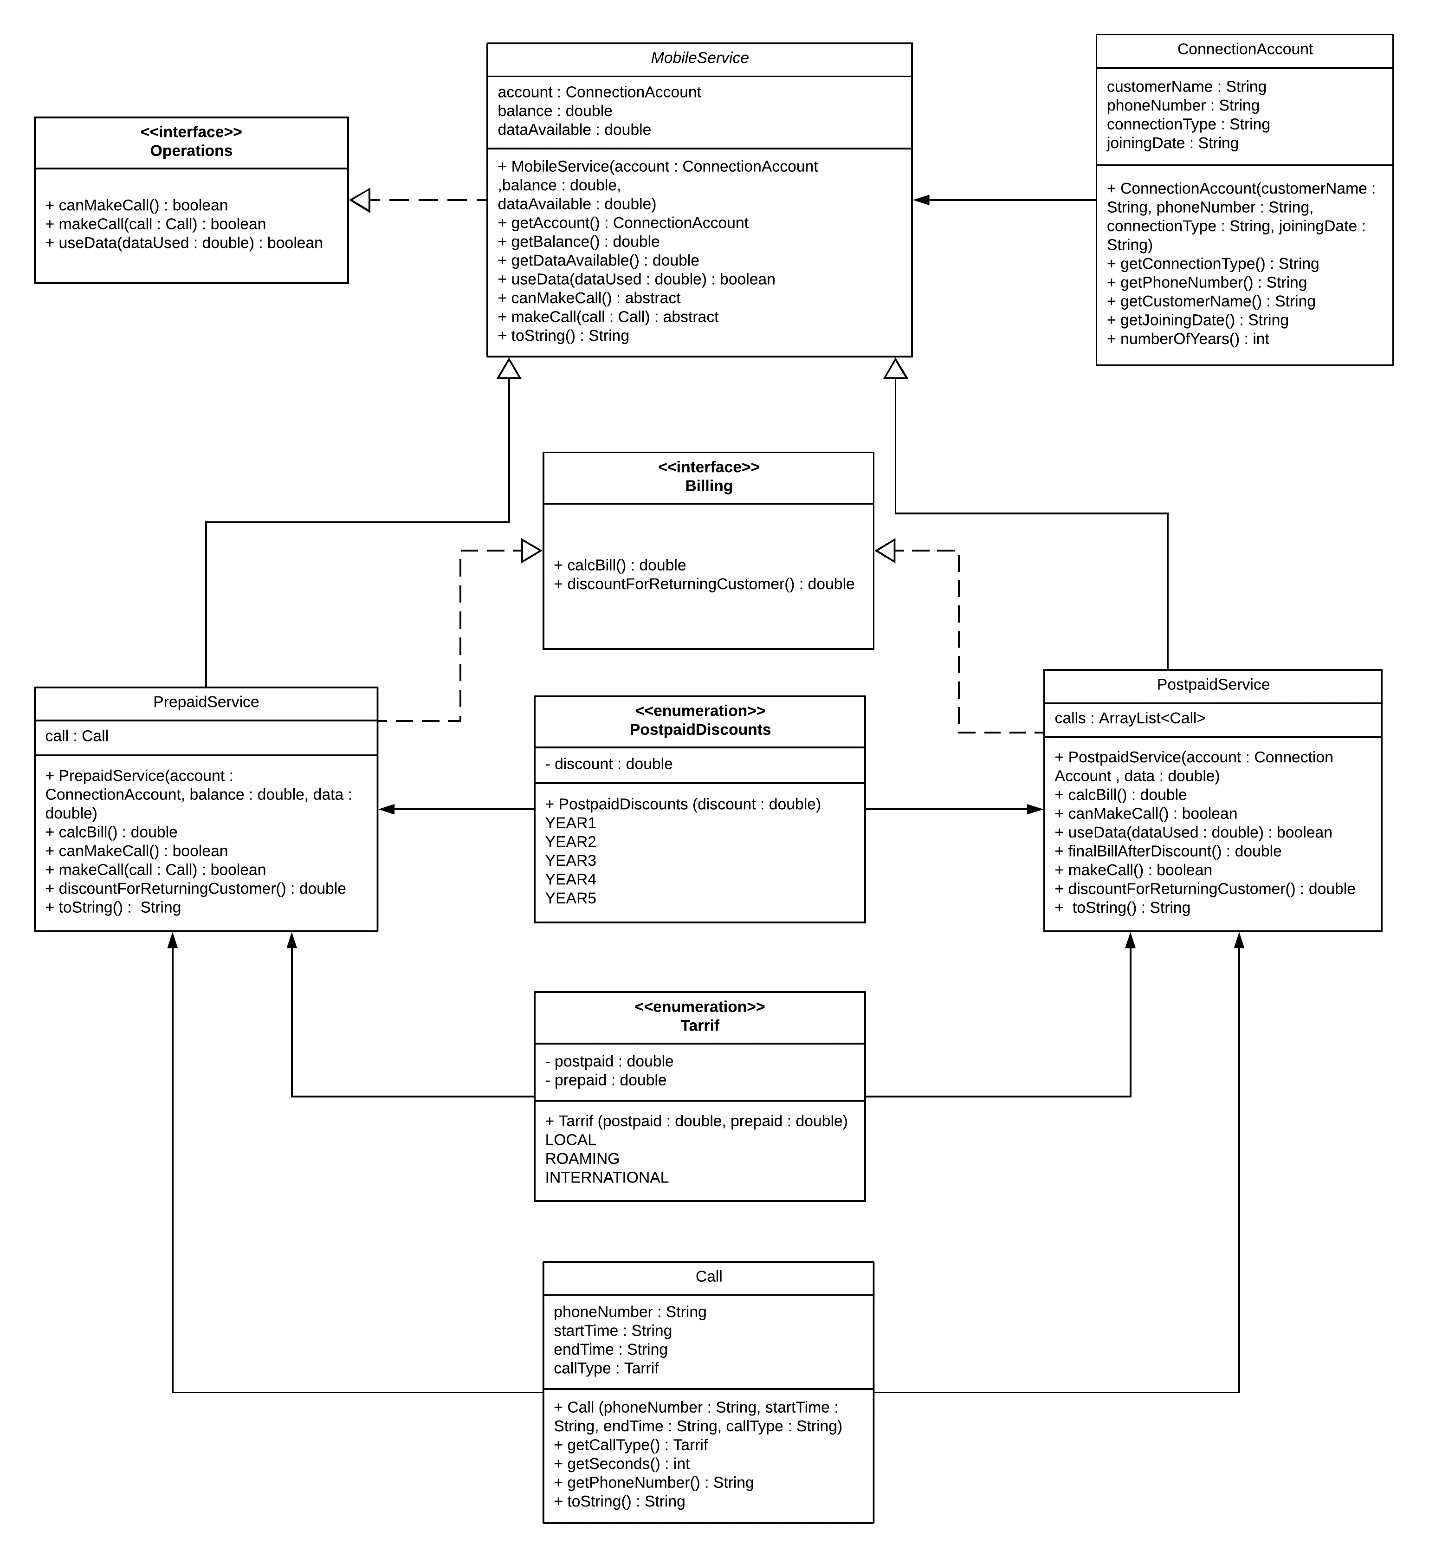 MobileService
account : ConnectionAccount
balance : double
dataAvailable : double
+ MobileService(account : ConnectionAccount
,balance : double,
dataAvailable : double)
+ getAccount() : ConnectionAccount
+ getBalance() : double
+ getDataAvailable() : double
+ useData(dataUsed : double) : boolean
+ canMakeCall() : abstract
+ makeCall(call : Call) : abstract
+ toString() : String
ConnectionAccount
customerName : String
phoneNumber : String
connectionType : String
joiningDate : String
+ ConnectionAccount(customerName :
String, phoneNumber : String,
connectionType : String, joiningDate :
String)
+ getConnectionType() : String
+ getPhoneNumber() : String
+ getCustomerName() : String
+ getJoiningDate() : String
+ numberOfYears() : int
<<interface>>
Operations
+ canMakeCall() : boolean
+ makeCall(call : Call) : boolean
+ useData(dataUsed : double) : boolean
<<interface>>
Billing
+ calcBill() : double
+ discountForReturningCustomer() : double
PrepaidService
call : Call
+ PrepaidService(account :
ConnectionAccount, balance : double, data :
double)
+ calcBill() : double
+ canMakeCall() : boolean
+ makeCall(call : Call) : boolean
+ discountForReturningCustomer() : double
+ toString() :  String
<<enumeration>>
PostpaidDiscounts
- discount : double
+ PostpaidDiscounts (discount : double)
YEAR1
YEAR2
YEAR3
YEAR4
YEAR5
PostpaidService
calls : ArrayList<Call>
+ PostpaidService(account : Connection
Account , data : double)
+ calcBill() : double
+ canMakeCall() : boolean
+ useData(dataUsed : double) : boolean
+ finalBillAfterDiscount() : double
+ makeCall() : boolean
+ discountForReturningCustomer() : double
+  toString() : String
<<enumeration>>
Tarrif
- postpaid : double
- prepaid : double
+ Tarrif (postpaid : double, prepaid : double)
LOCAL
ROAMING
INTERNATIONAL
Call
phoneNumber : String
startTime : String
endTime : String
callType : Tarrif
+ Call (phoneNumber : String, startTime :
String, endTime : String, callType : String)
+ getCallType() : Tarrif
+ getSeconds() : int
+ getPhoneNumber() : String
+ toString() : String